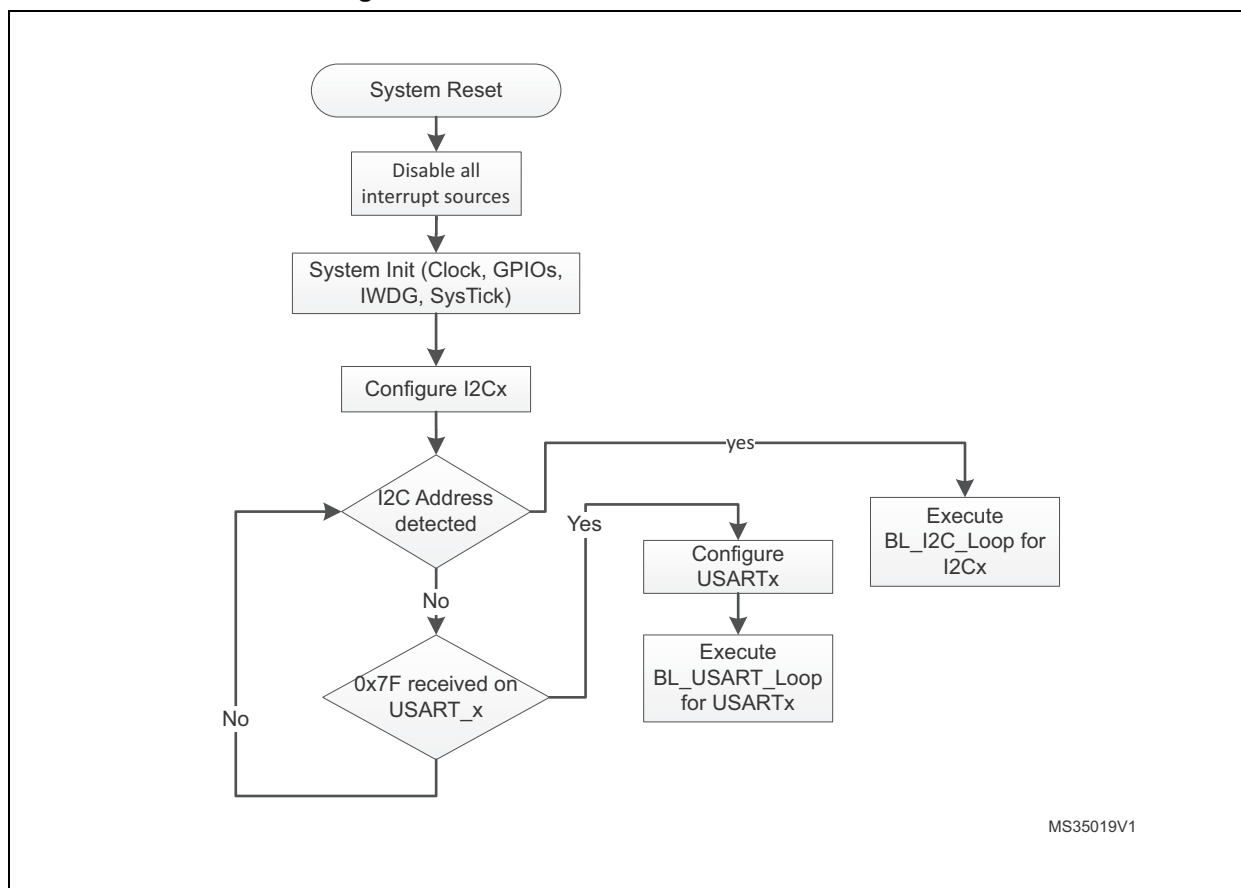 System Reset
Disable all
interrupt sources
System Init (Clock, GPIOs,
IWDG, SysTick)
Configure I2Cx
I2C Address
detected
yes
Execute
BL_I2C_Loop for
I2Cx
Yes
Configure
USARTx
No
Execute
BL_USART_Loop
for USARTx
0x7F received on
USART_x
No
MS35019V1